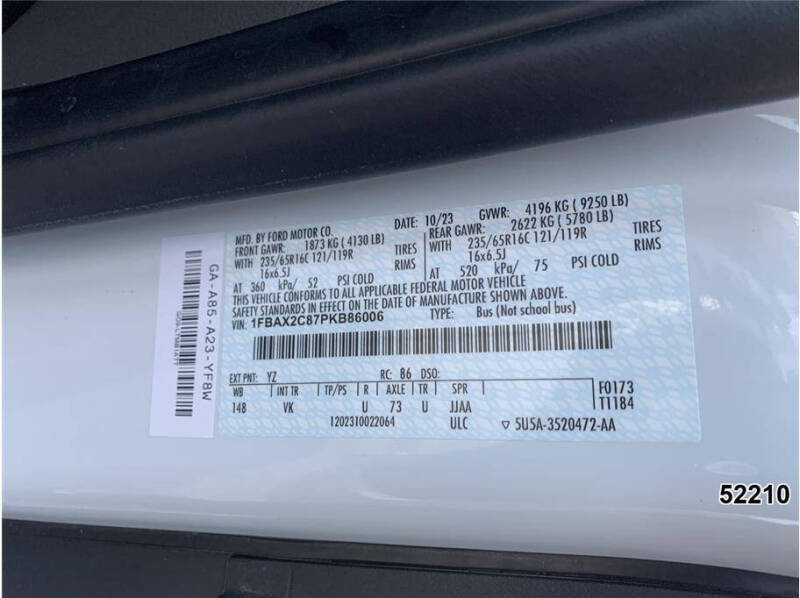 MFD. BY FORD MOTOR CO.
DATE: 10/23 GVWR: 4196 KG ( 9250 LB)
FRONT GAWR: 1873 KG ( 4130 LB)
REAR GAWR: 2622 KG ( 5780 LB)
WITH 235/65R16C 121/119R TIRES
WITH 235/65R16C 121/119R TIRES
16x6.5J RIMS
16x6.5J RIMS
AT 360 kPa/ 52 PSI COLD
AT 520 kPa/ 75 PSI COLD
THIS VEHICLE CONFORMS TO ALL APPLICABLE FEDERAL MOTOR VEHICLE
SAFETY STANDARDS IN EFFECT ON THE DATE OF MANUFACTURE SHOWN ABOVE.
VIN: 1FBAX2C87PKB86006 TYPE: Bus (Not school bus)
EXT PNT: YZ RC: 86 DSO:
WB INT TR TP/PS R AXLE TR SPR
148 VK U 73 U JJAA
F0173
T1184
1202310022064 ULC ▽ 5U5A-3520472-AA
GA-A85-A23-YF8W
52210